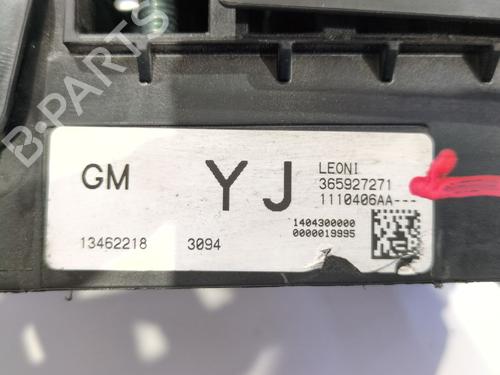 B-PARTS
GM
YJ
LEONI
365927271
1110406AA---
1404300000
0000019995
13462218 3094